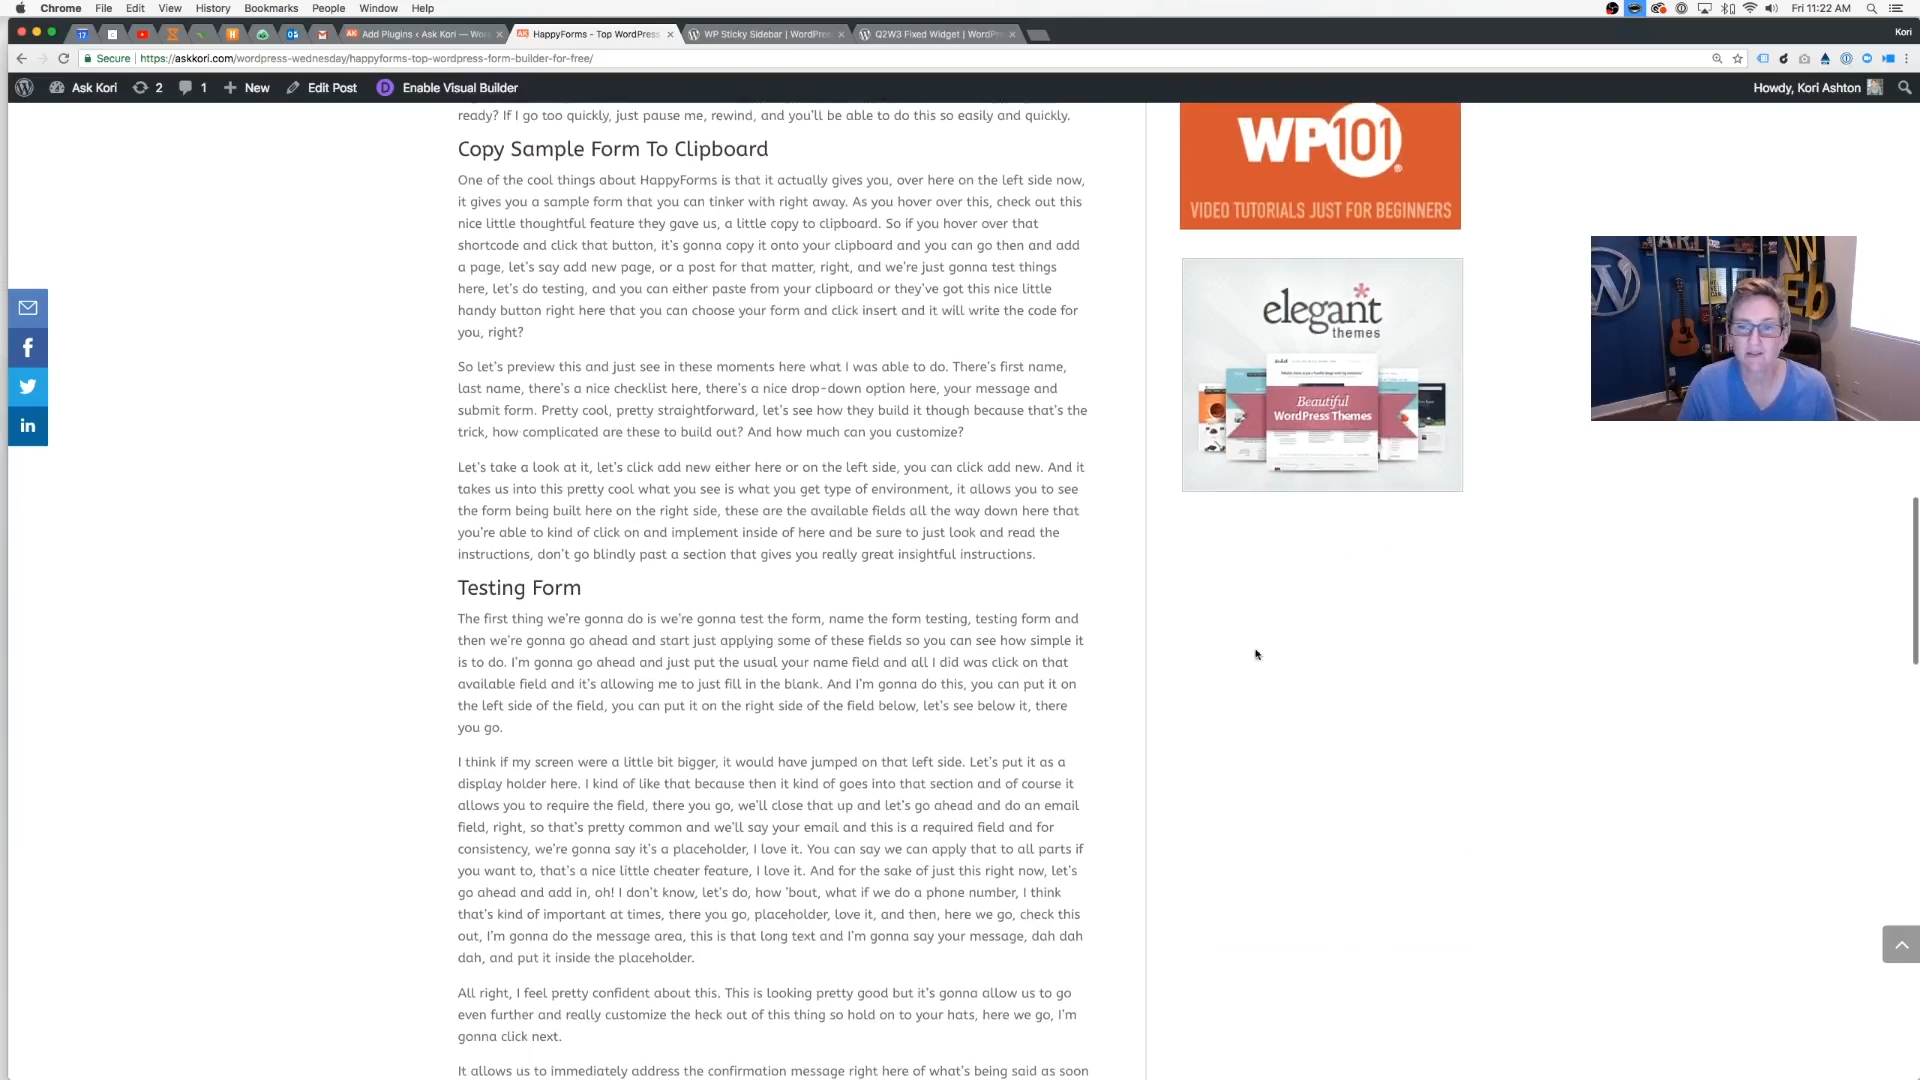 Chrome File Edit View History Bookmarks People Window Help Fri 11:22 AM
17 Add Plugins ‹ Ask Kori — Wor HappyForms - Top WordPress WP Sticky Sidebar | WordPre Q2W3 Fixed Widget | WordPr Kori
Secure https://askkori.com/wordpress-wednesday/happyforms-top-wordpress-form-builder-for-free/
Ask Kori 2 1 New Edit Post D Enable Visual Builder Howdy, Kori Ashton
ready? If I go too quickly, just pause me, rewind, and you'll be able to do this so easily and quickly.
Copy Sample Form To Clipboard
One of the cool things about HappyForms is that it actually gives you, over here on the left side now,
it gives you a sample form that you can tinker with right away. As you hover over this, check out this
nice little thoughtful feature they gave us, a little copy to clipboard. So if you hover over that
shortcode and click that button, it's gonna copy it onto your clipboard and you can go then and add
a page, let's say add new page, or a post for that matter, right, and we're just gonna test things
here, let's do testing, and you can either paste from your clipboard or they've got this nice little
handy button right here that you can choose your form and click insert and it will write the code for
you, right?
So let's preview this and just see in these moments here what I was able to do. There's first name,
last name, there's a nice checklist here, there's a nice drop-down option here, your message and
submit form. Pretty cool, pretty straightforward, let's see how they build it though because that's the
trick, how complicated are these to build out? And how much can you customize?
Let's take a look at it, let's click add new either here or on the left side, you can click add new. And it
takes us into this pretty cool what you see is what you get type of environment, it allows you to see
the form being built here on the right side, these are the available fields all the way down here that
you're able to kind of click on and implement inside of here and be sure to just look and read the
instructions, don't go blindly past a section that gives you really great insightful instructions.
Testing Form
The first thing we're gonna do is we're gonna test the form, name the form testing, testing form and
then we're gonna go ahead and start just applying some of these fields so you can see how simple it
is to do. I'm gonna go ahead and just put the usual your name field and all I did was click on that
available field and it's allowing me to just fill in the blank. And I'm gonna do this, you can put it on
the left side of the field, you can put it on the right side of the field below, let's see below it, there
you go.
I think if my screen were a little bit bigger, it would have jumped on that left side. Let's put it as a
display holder here. I kind of like that because then it kind of goes into that section and of course it
allows you to require the field, there you go, we'll close that up and let's go ahead and do an email
field, right, so that's pretty common and we'll say your email and this is a required field and for
consistency, we're gonna say it's a placeholder, I love it. You can say we can apply that to all parts if
you want to, that's a nice little cheater feature, I love it. And for the sake of just this right now, let's
go ahead and add in, oh! I don't know, let's do, how 'bout, what if we do a phone number, I think
that's kind of important at times, there you go, placeholder, love it, and then, here we go, check this
out, I'm gonna do the message area, this is that long text and I'm gonna say your message, dah dah
dah, and put it inside the placeholder.
All right, I feel pretty confident about this. This is looking pretty good but it's gonna allow us to go
even further and really customize the heck out of this thing so hold on to your hats, here we go, I'm
gonna click next.
It allows us to immediately address the confirmation message right here of what's being said as soon
WP101®
VIDEO TUTORIALS JUST FOR BEGINNERS
elegant
themes
Beautiful
WordPress Themes
f
in